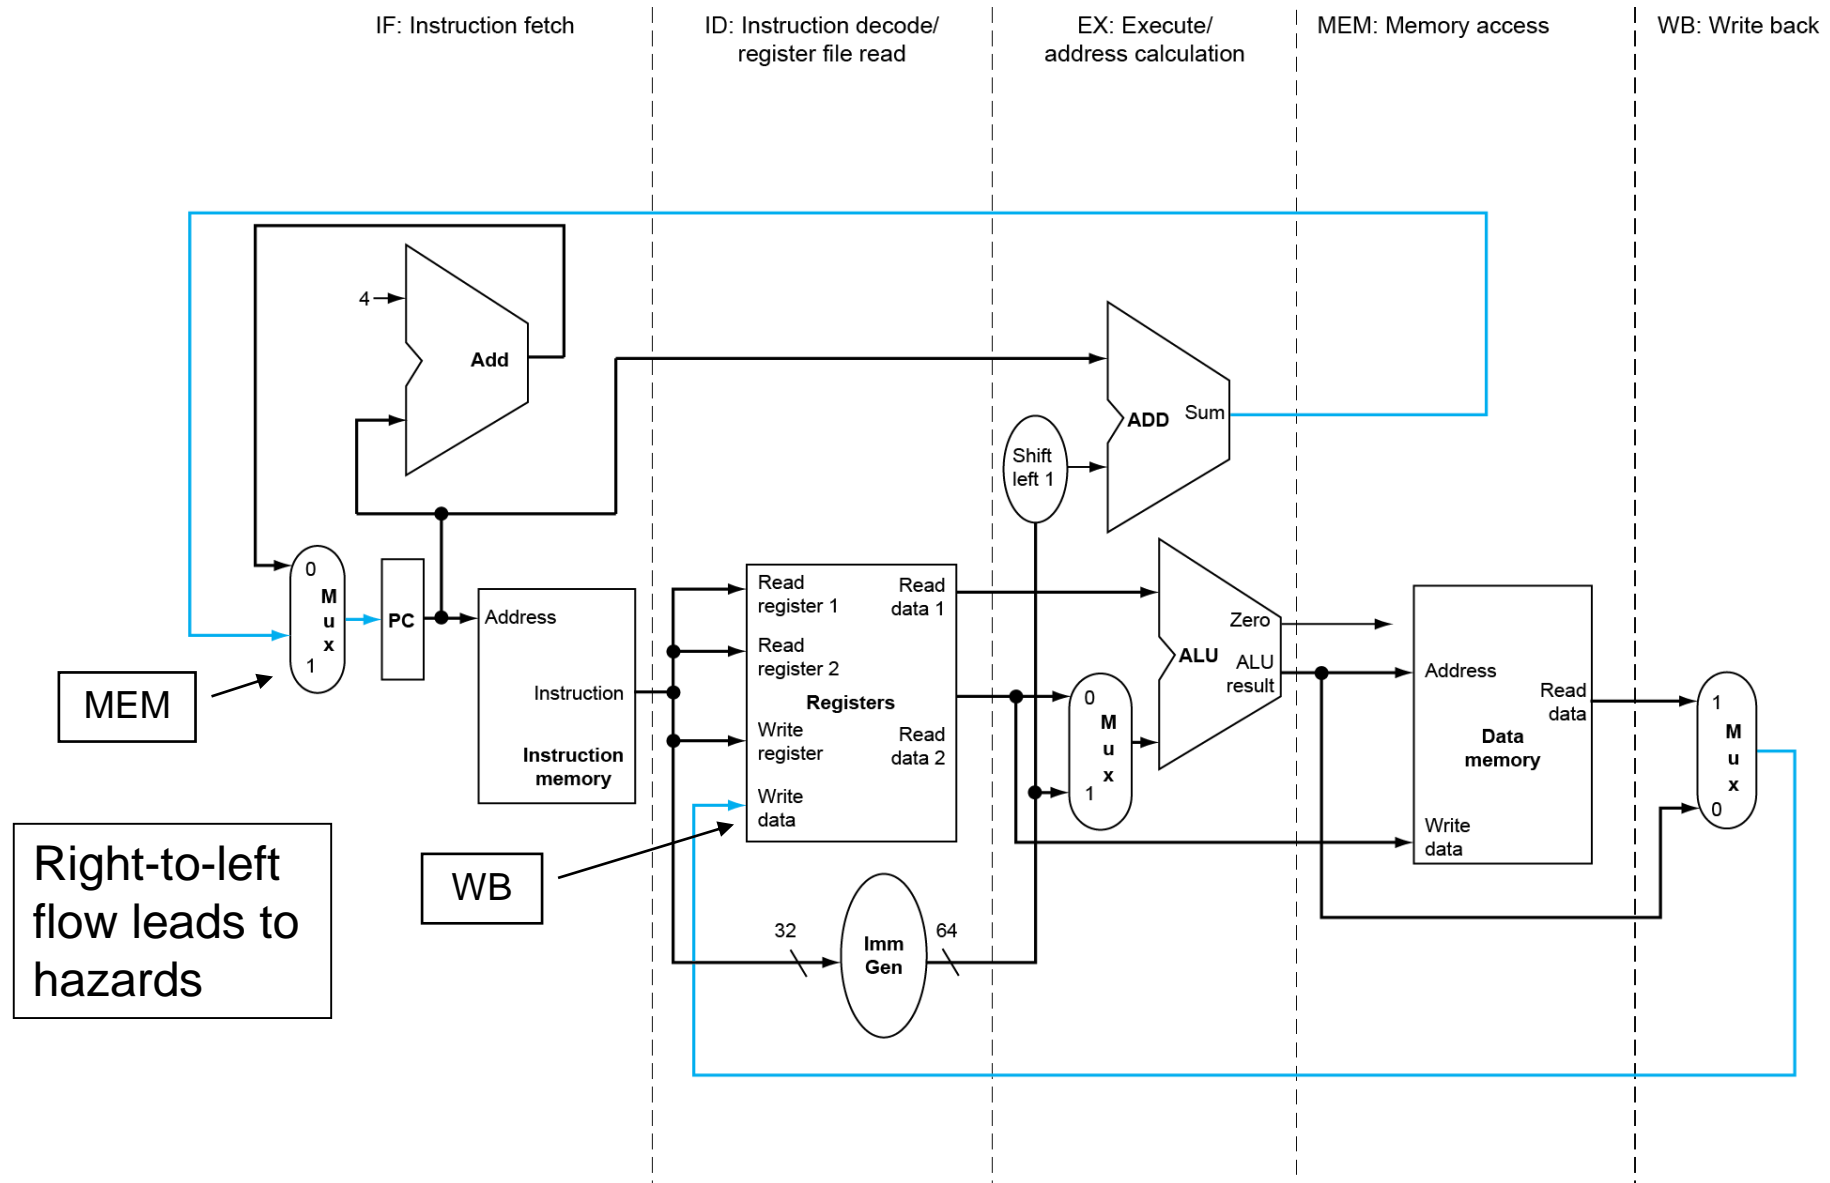 IF: Instruction fetch
ID: Instruction decode/
register file read
EX: Execute/
address calculation
MEM: Memory access
WB: Write back
4
Add
ADD
Sum
Shift
left 1
0
M
u
x
1
PC
Address
Instruction
Instruction
memory
Read
register 1
Read
register 2
Registers
Write
register
Write
data
Read
data 1
Read
data 2
0
M
u
x
1
Zero
ALU
ALU
result
Address
Read
data
Data
memory
Write
data
1
M
u
x
0
MEM
WB
Right-to-left
flow leads to
hazards
32
Imm
Gen
64